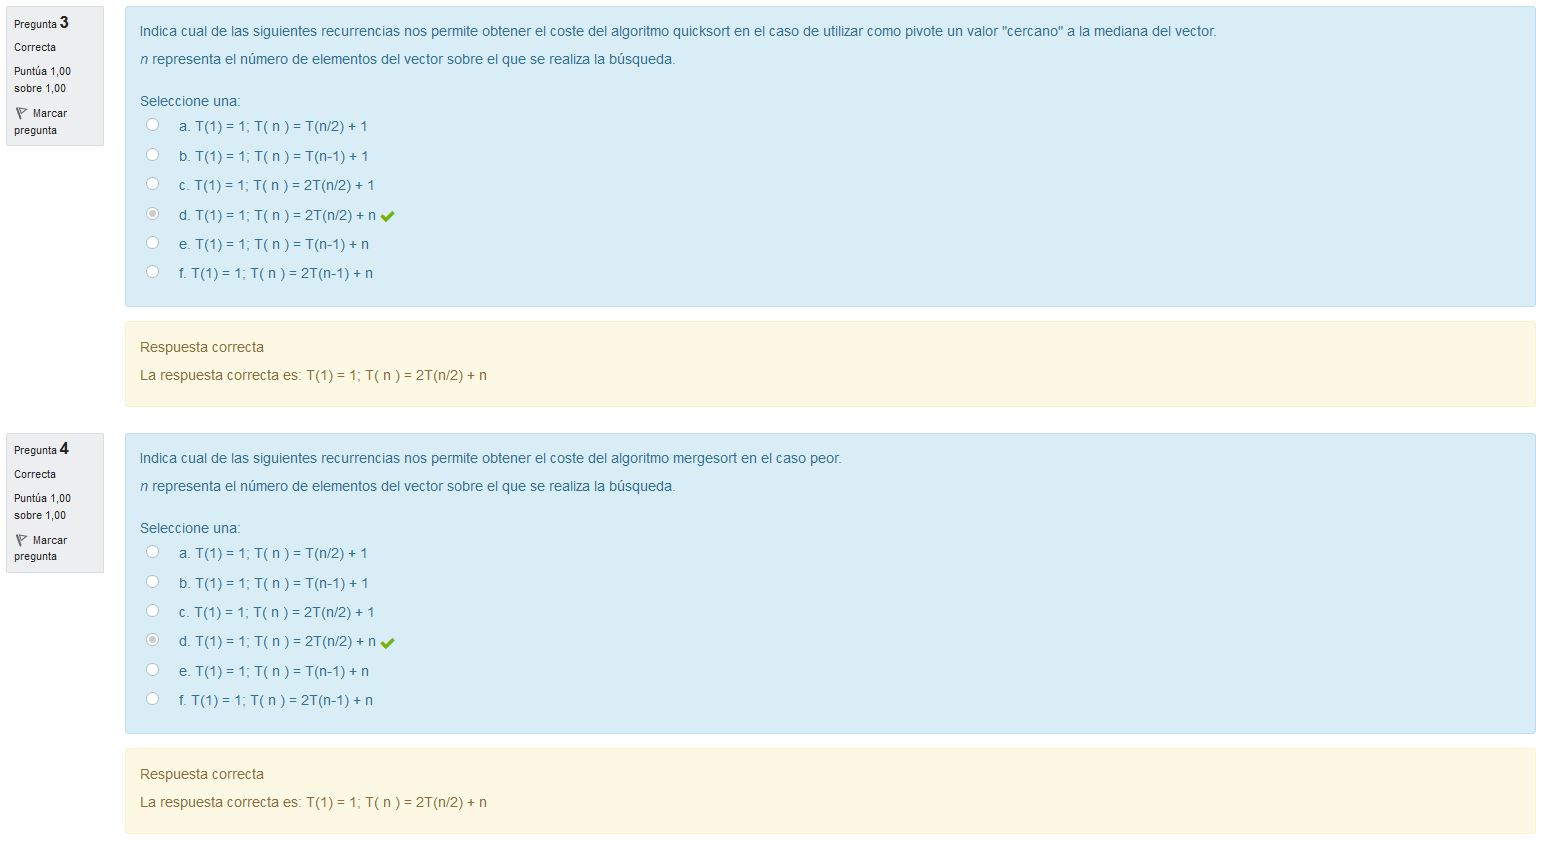 Pregunta 3
Correcta
Puntúa 1,00
sobre 1,00
Marcar
pregunta
Indica cual de las siguientes recurrencias nos permite obtener el coste del algoritmo quicksort en el caso de utilizar como pivote un valor "cercano" a la mediana del vector.
n representa el número de elementos del vector sobre el que se realiza la búsqueda.
Seleccione una:
a. T(1) = 1; T( n ) = T(n/2) + 1
b. T(1) = 1; T( n ) = T(n-1) + 1
c. T(1) = 1; T( n ) = 2T(n/2) + 1
d. T(1) = 1; T( n ) = 2T(n/2) + n
e. T(1) = 1; T( n ) = T(n-1) + n
f. T(1) = 1; T( n ) = 2T(n-1) + n
Respuesta correcta
La respuesta correcta es: T(1) = 1; T( n ) = 2T(n/2) + n
Pregunta 4
Correcta
Puntúa 1,00
sobre 1,00
Marcar
pregunta
Indica cual de las siguientes recurrencias nos permite obtener el coste del algoritmo mergesort en el caso peor.
n representa el número de elementos del vector sobre el que se realiza la búsqueda.
Seleccione una:
a. T(1) = 1; T( n ) = T(n/2) + 1
b. T(1) = 1; T( n ) = T(n-1) + 1
c. T(1) = 1; T( n ) = 2T(n/2) + 1
d. T(1) = 1; T( n ) = 2T(n/2) + n
e. T(1) = 1; T( n ) = T(n-1) + n
f. T(1) = 1; T( n ) = 2T(n-1) + n
Respuesta correcta
La respuesta correcta es: T(1) = 1; T( n ) = 2T(n/2) + n